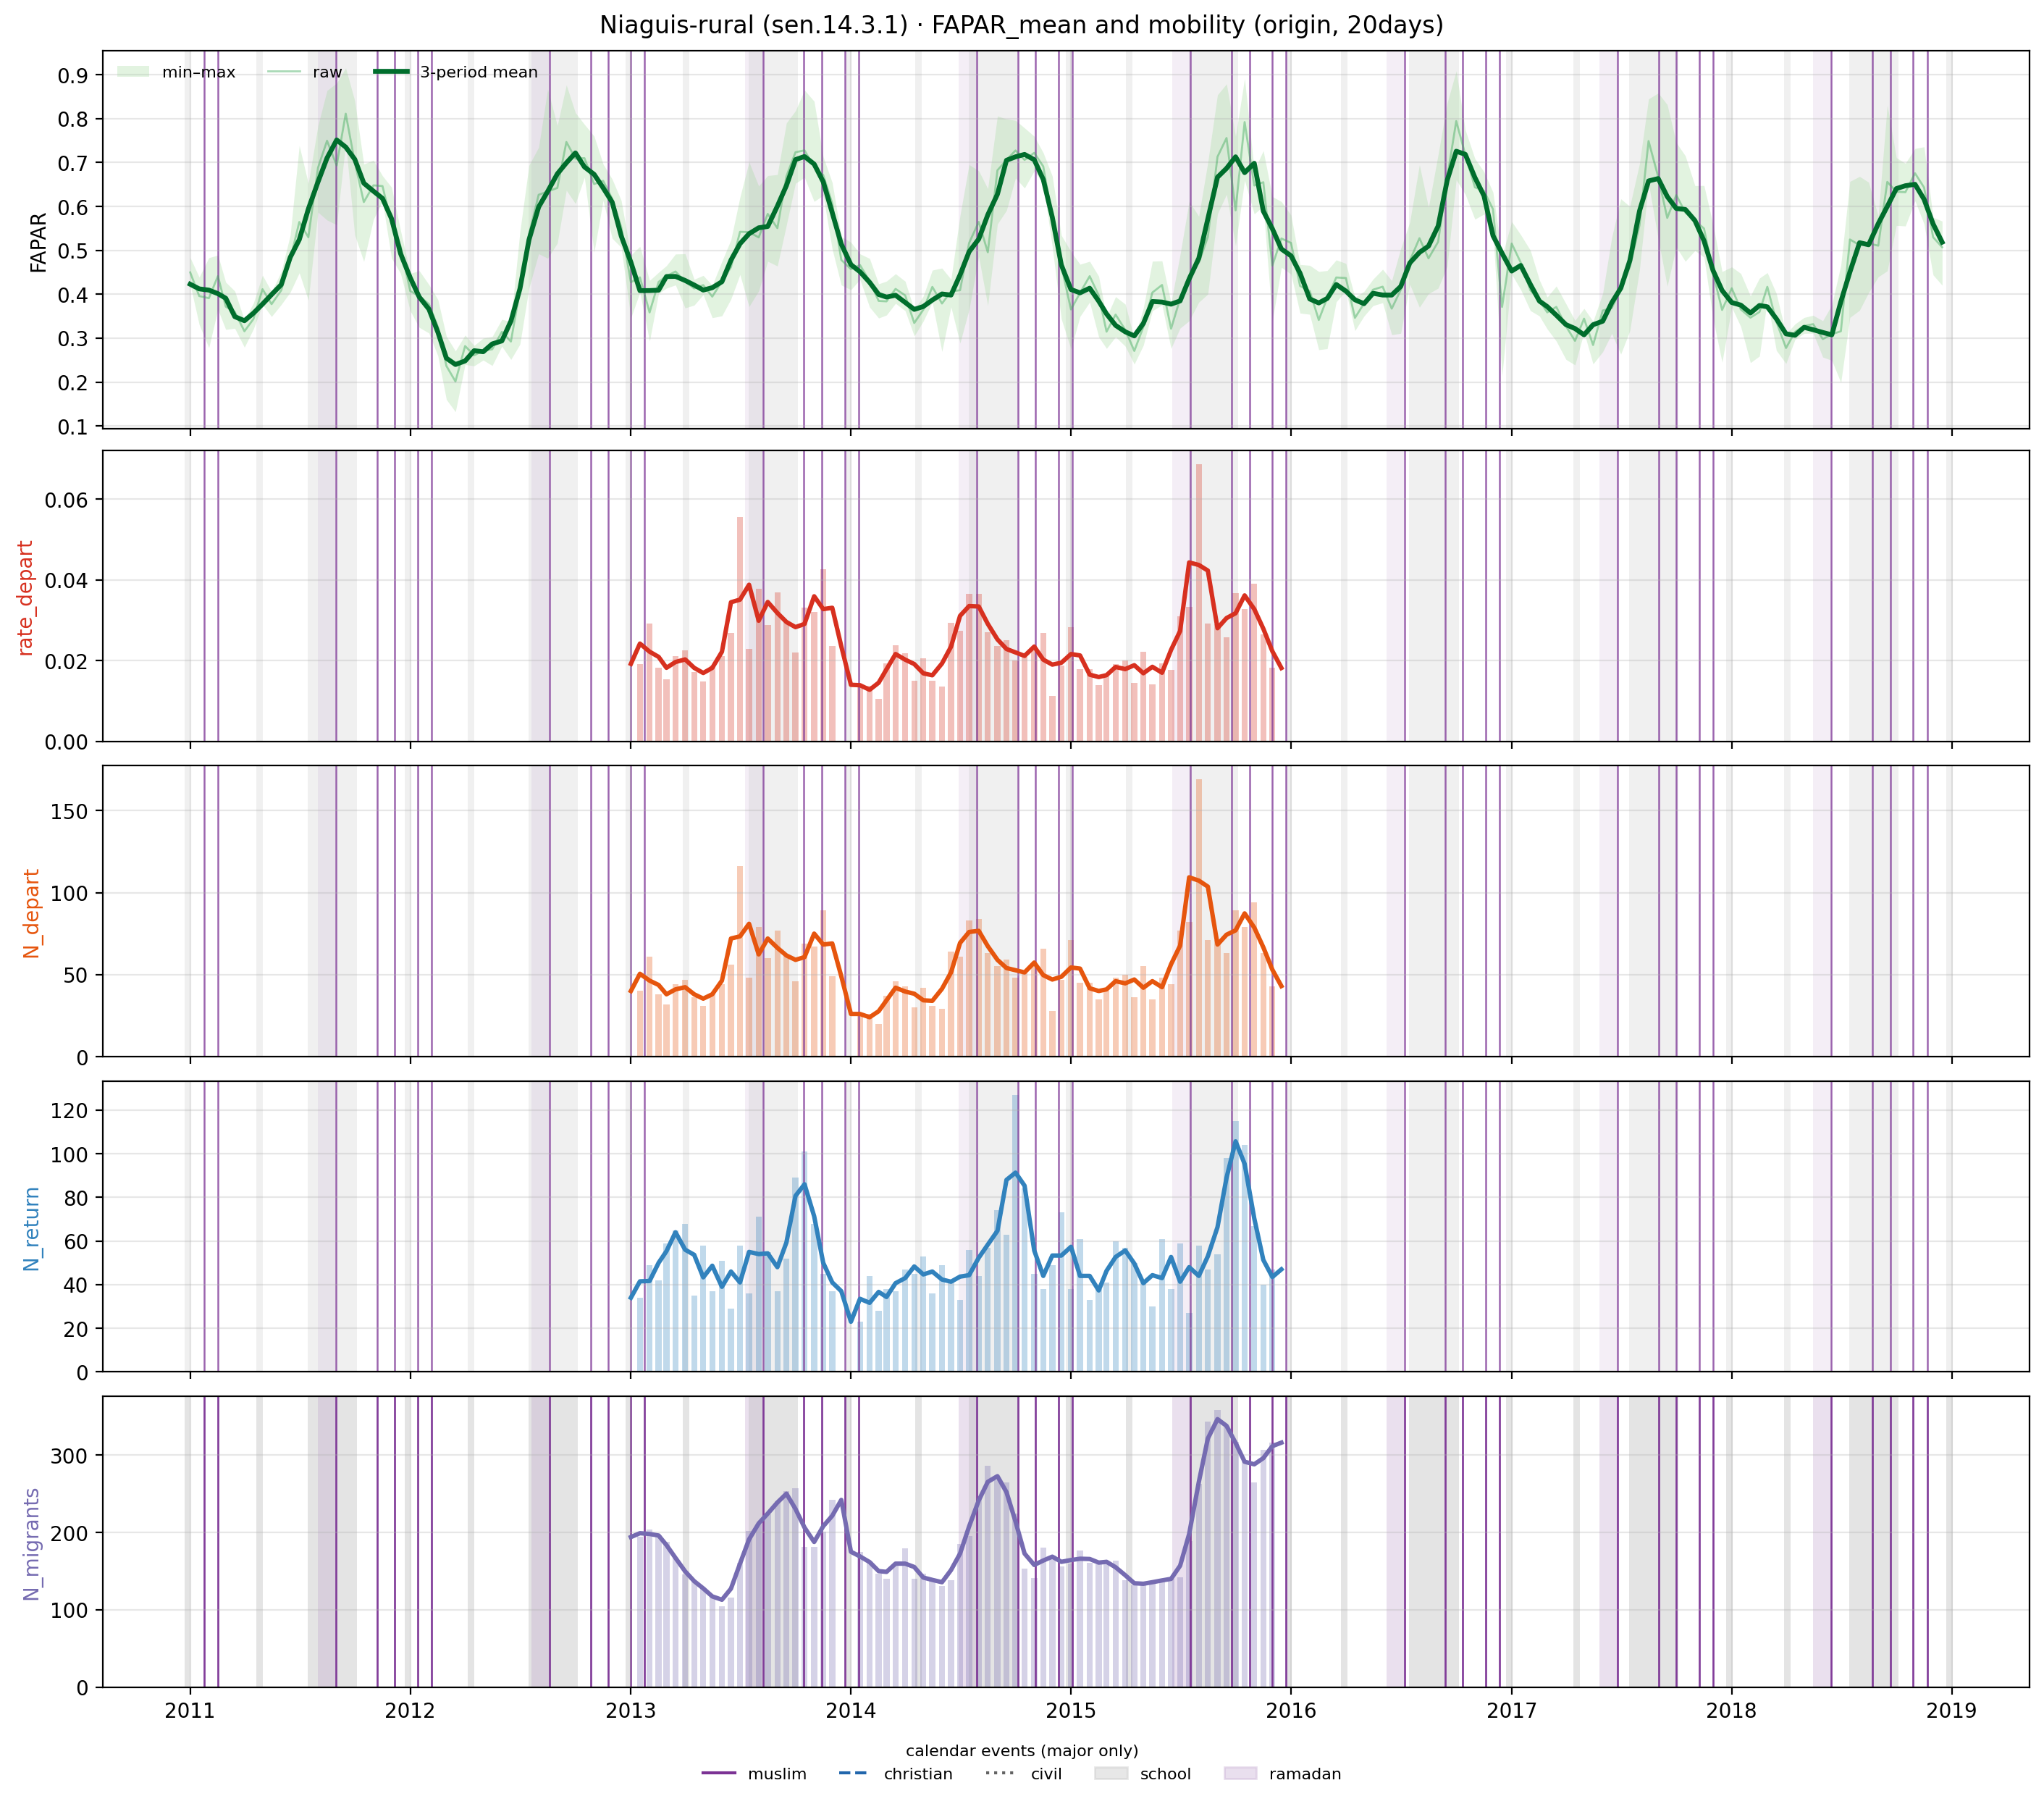 Niaguis-rural (sen.14.3.1) · FAPAR_mean and mobility (origin, 20days)
min–max raw 3-period mean
FAPAR
0.9
0.8
0.7
0.6
0.5
0.4
0.3
0.2
0.1
rate_depart
0.06
0.04
0.02
0.00
N_depart
150
100
50
0
N_return
120
100
80
60
40
20
0
N_migrants
300
200
100
0
2011 2012 2013 2014 2015 2016 2017 2018 2019
calendar events (major only)
muslim christian civil school ramadan